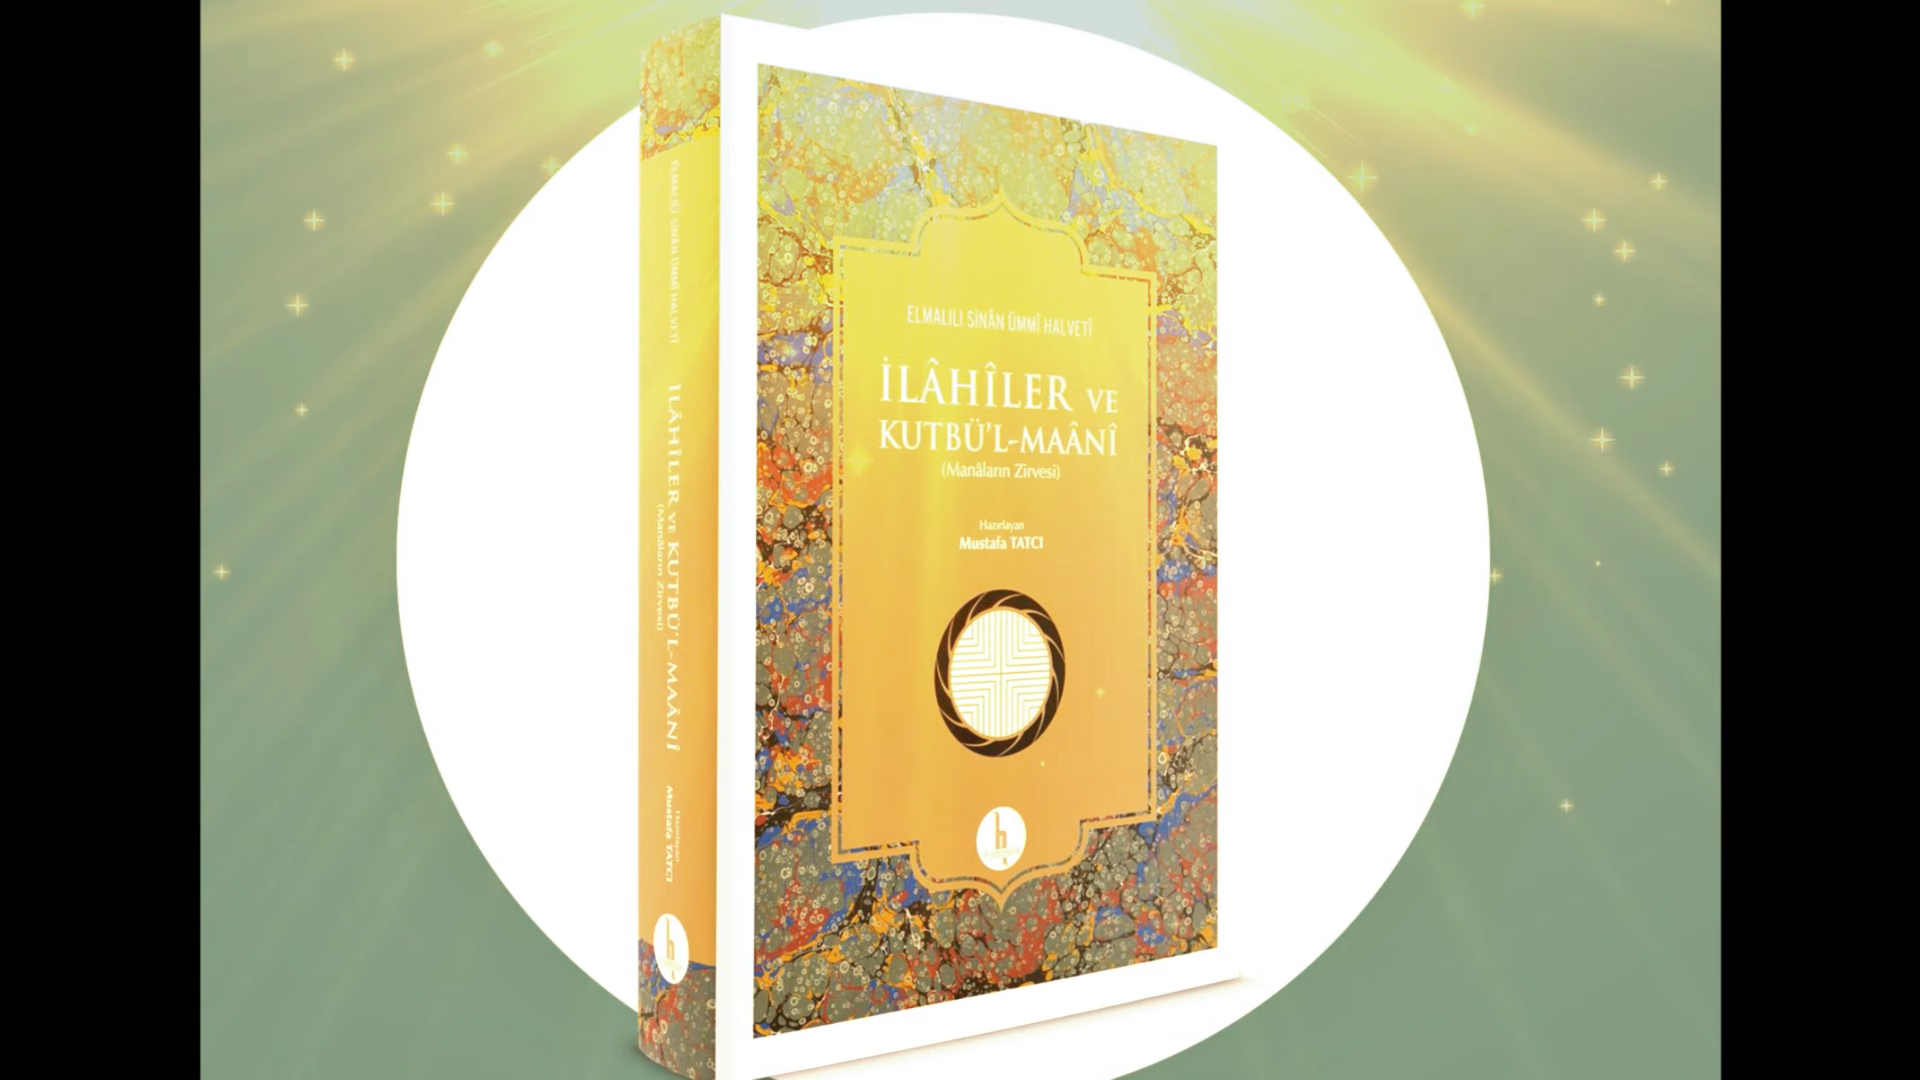 ELMALILI SİNÂN ÜMMÎ HALVETÎ
İLÂHÎLER VE
KUTBÜ'L-MAÂNÎ
(Manâların Zirvesi)
Hazırlayan
Mustafa TATCI
h
ELMALILI SİNÂN ÜMMÎ HALVETÎ
İLÂHÎLER VE KUTBÜ'L-MAÂNÎ
(Manâların Zirvesi)
Hazırlayan
Mustafa TATCI
h